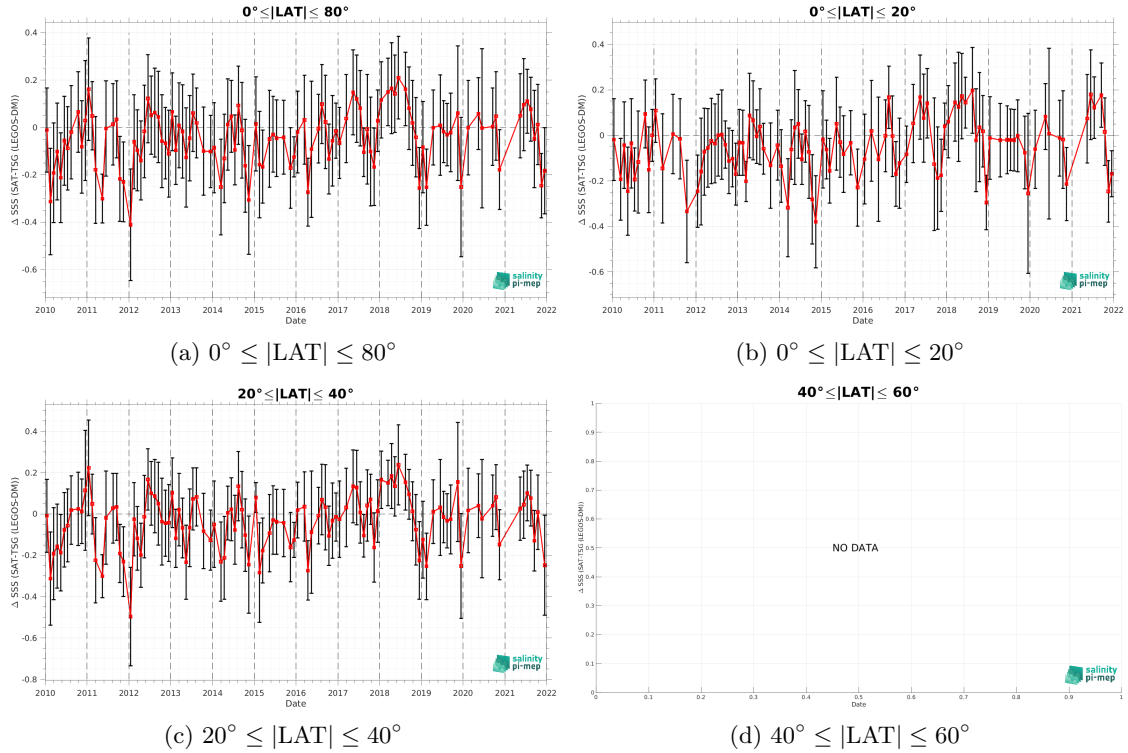 0°≤|LAT|≤ 80°
Δ SSS (SAT-TSG (LEGOS-DM))
0.4
0.2
0
-0.2
-0.4
-0.6
2010 2011 2012 2013 2014 2015 2016 2017 2018 2019 2020 2021 2022
Date
salinity
pi-mep
(a) 0° ≤ |LAT| ≤ 80°
0°≤|LAT|≤ 20°
Δ SSS (SAT-TSG (LEGOS-DM))
0.4
0.2
0
-0.2
-0.4
-0.6
2010 2011 2012 2013 2014 2015 2016 2017 2018 2019 2020 2021 2022
Date
salinity
pi-mep
(b) 0° ≤ |LAT| ≤ 20°
20°≤|LAT|≤ 40°
Δ SSS (SAT-TSG (LEGOS-DM))
0.4
0.2
0
-0.2
-0.4
-0.6
-0.8
2010 2011 2012 2013 2014 2015 2016 2017 2018 2019 2020 2021 2022
Date
salinity
pi-mep
(c) 20° ≤ |LAT| ≤ 40°
40°≤|LAT|≤ 60°
Δ SSS (SAT-TSG (LEGOS-DM))
1
0.9
0.8
0.7
0.6
0.5
0.4
0.3
0.2
0.1
0
NO DATA
0 0.1 0.2 0.3 0.4 0.5 0.6 0.7 0.8 0.9 1
Date
salinity
pi-mep
(d) 40° ≤ |LAT| ≤ 60°